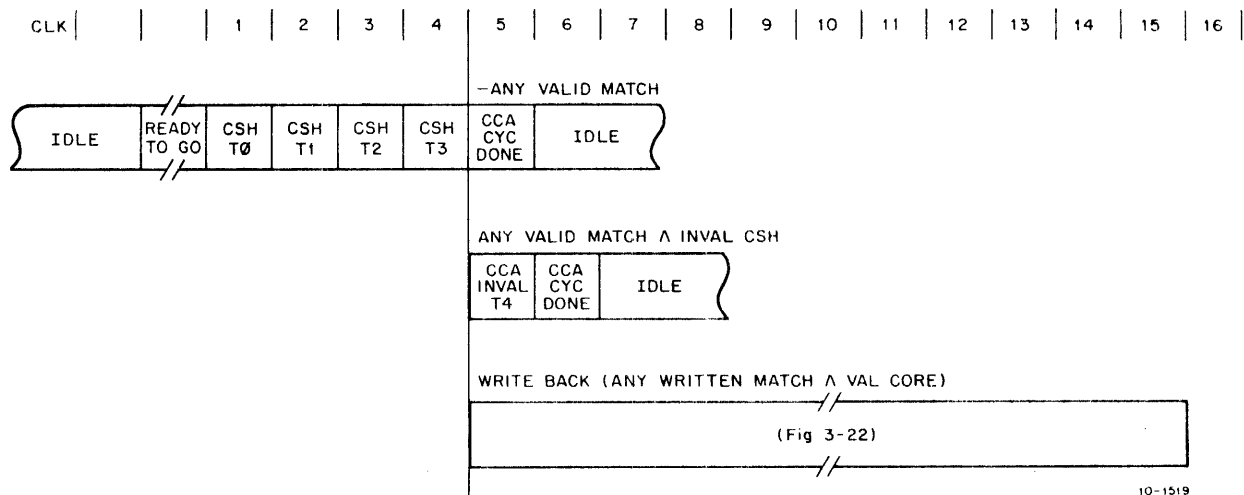 CLK 1 2 3 4 5 6 7 8 9 10 11 12 13 14 15 16
-ANY VALID MATCH
IDLE
READY
TO GO
CSH
TØ
CSH
T1
CSH
T2
CSH
T3
CCA
CYC
DONE
IDLE
ANY VALID MATCH Λ INVAL CSH
CCA
INVAL
T4
CCA
CYC
DONE
IDLE
WRITE BACK (ANY WRITTEN MATCH Λ VAL CORE)
(Fig 3-22)
10-1519